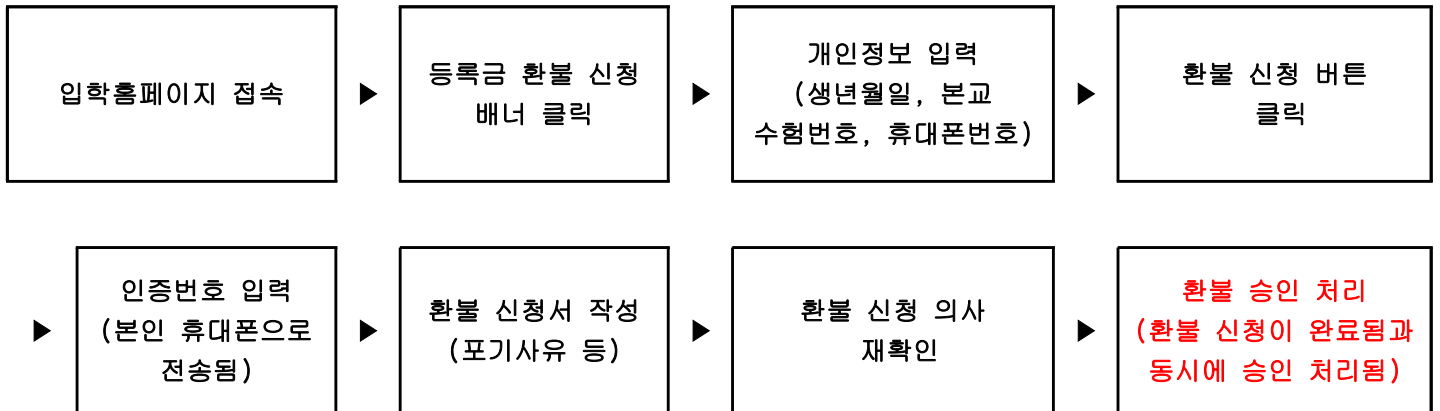 입학홈페이지 접속
▶
등록금 환불 신청
배너 클릭
▶
개인정보 입력
(생년월일, 본교
수험번호, 휴대폰번호)
▶
환불 신청 버튼
클릭
▶
인증번호 입력
(본인 휴대폰으로
전송됨)
▶
환불 신청서 작성
(포기사유 등)
▶
환불 신청 의사
재확인
▶
환불 승인 처리
(환불 신청이 완료됨과
동시에 승인 처리됨)